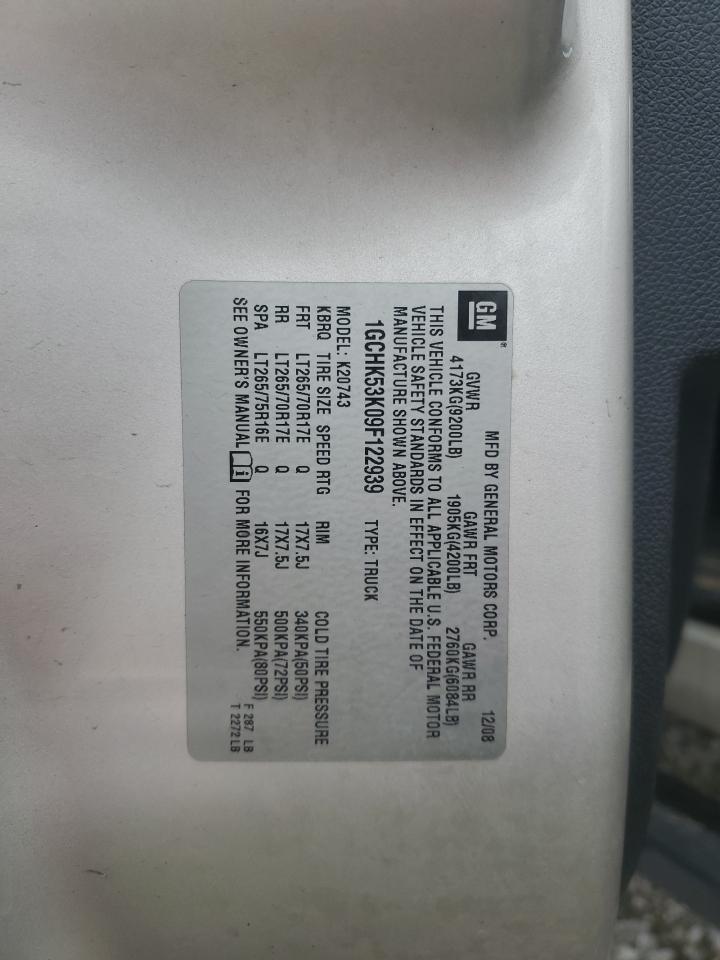 GM® MFD BY GENERAL MOTORS CORP. 12/08
GVWR GAWR FRT GAWR RR
4173KG(9200LB) 1905KG(4200LB) 2760KG(6084LB)
THIS VEHICLE CONFORMS TO ALL APPLICABLE U.S. FEDERAL MOTOR
VEHICLE SAFETY STANDARDS IN EFFECT ON THE DATE OF
MANUFACTURE SHOWN ABOVE.
1GCHK53K09F122939 TYPE: TRUCK
MODEL: K20743
KBRQ TIRE SIZE SPEED RTG RIM COLD TIRE PRESSURE
FRT LT265/70R17E Q 17X7.5J 340KPA(50PSI)
RR LT265/70R17E Q 17X7.5J 500KPA(72PSI)
SPA LT265/75R16E Q 16X7J 550KPA(80PSI)
SEE OWNER'S MANUAL i FOR MORE INFORMATION.
F 287 LB
T 2272 LB